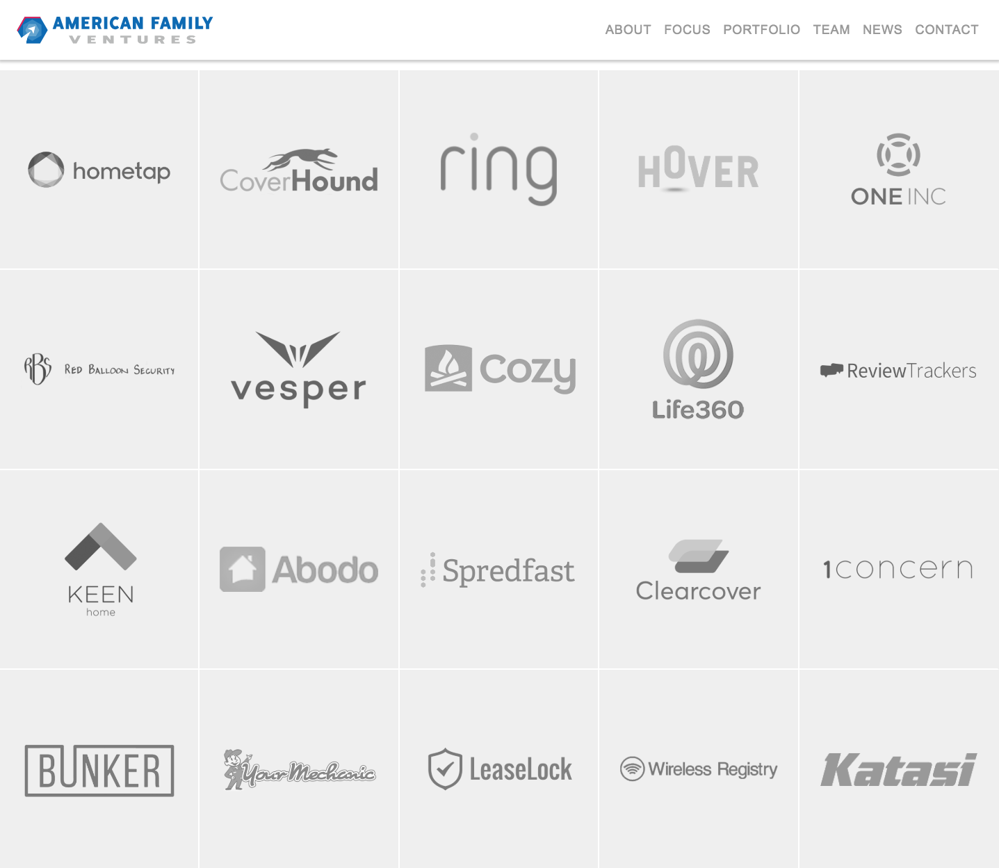 AMERICAN FAMILY
VENTURES
ABOUT FOCUS PORTFOLIO TEAM NEWS CONTACT
hometap
CoverHound
ring
HOVER
ONE INC
RBS RED BALLOON SECURITY
vesper
Cozy
Life360
ReviewTrackers
KEEN
home
Abodo
Spredfast
Clearcover
1concern
BUNKER
YourMechanic
LeaseLock
Wireless Registry
Katasi